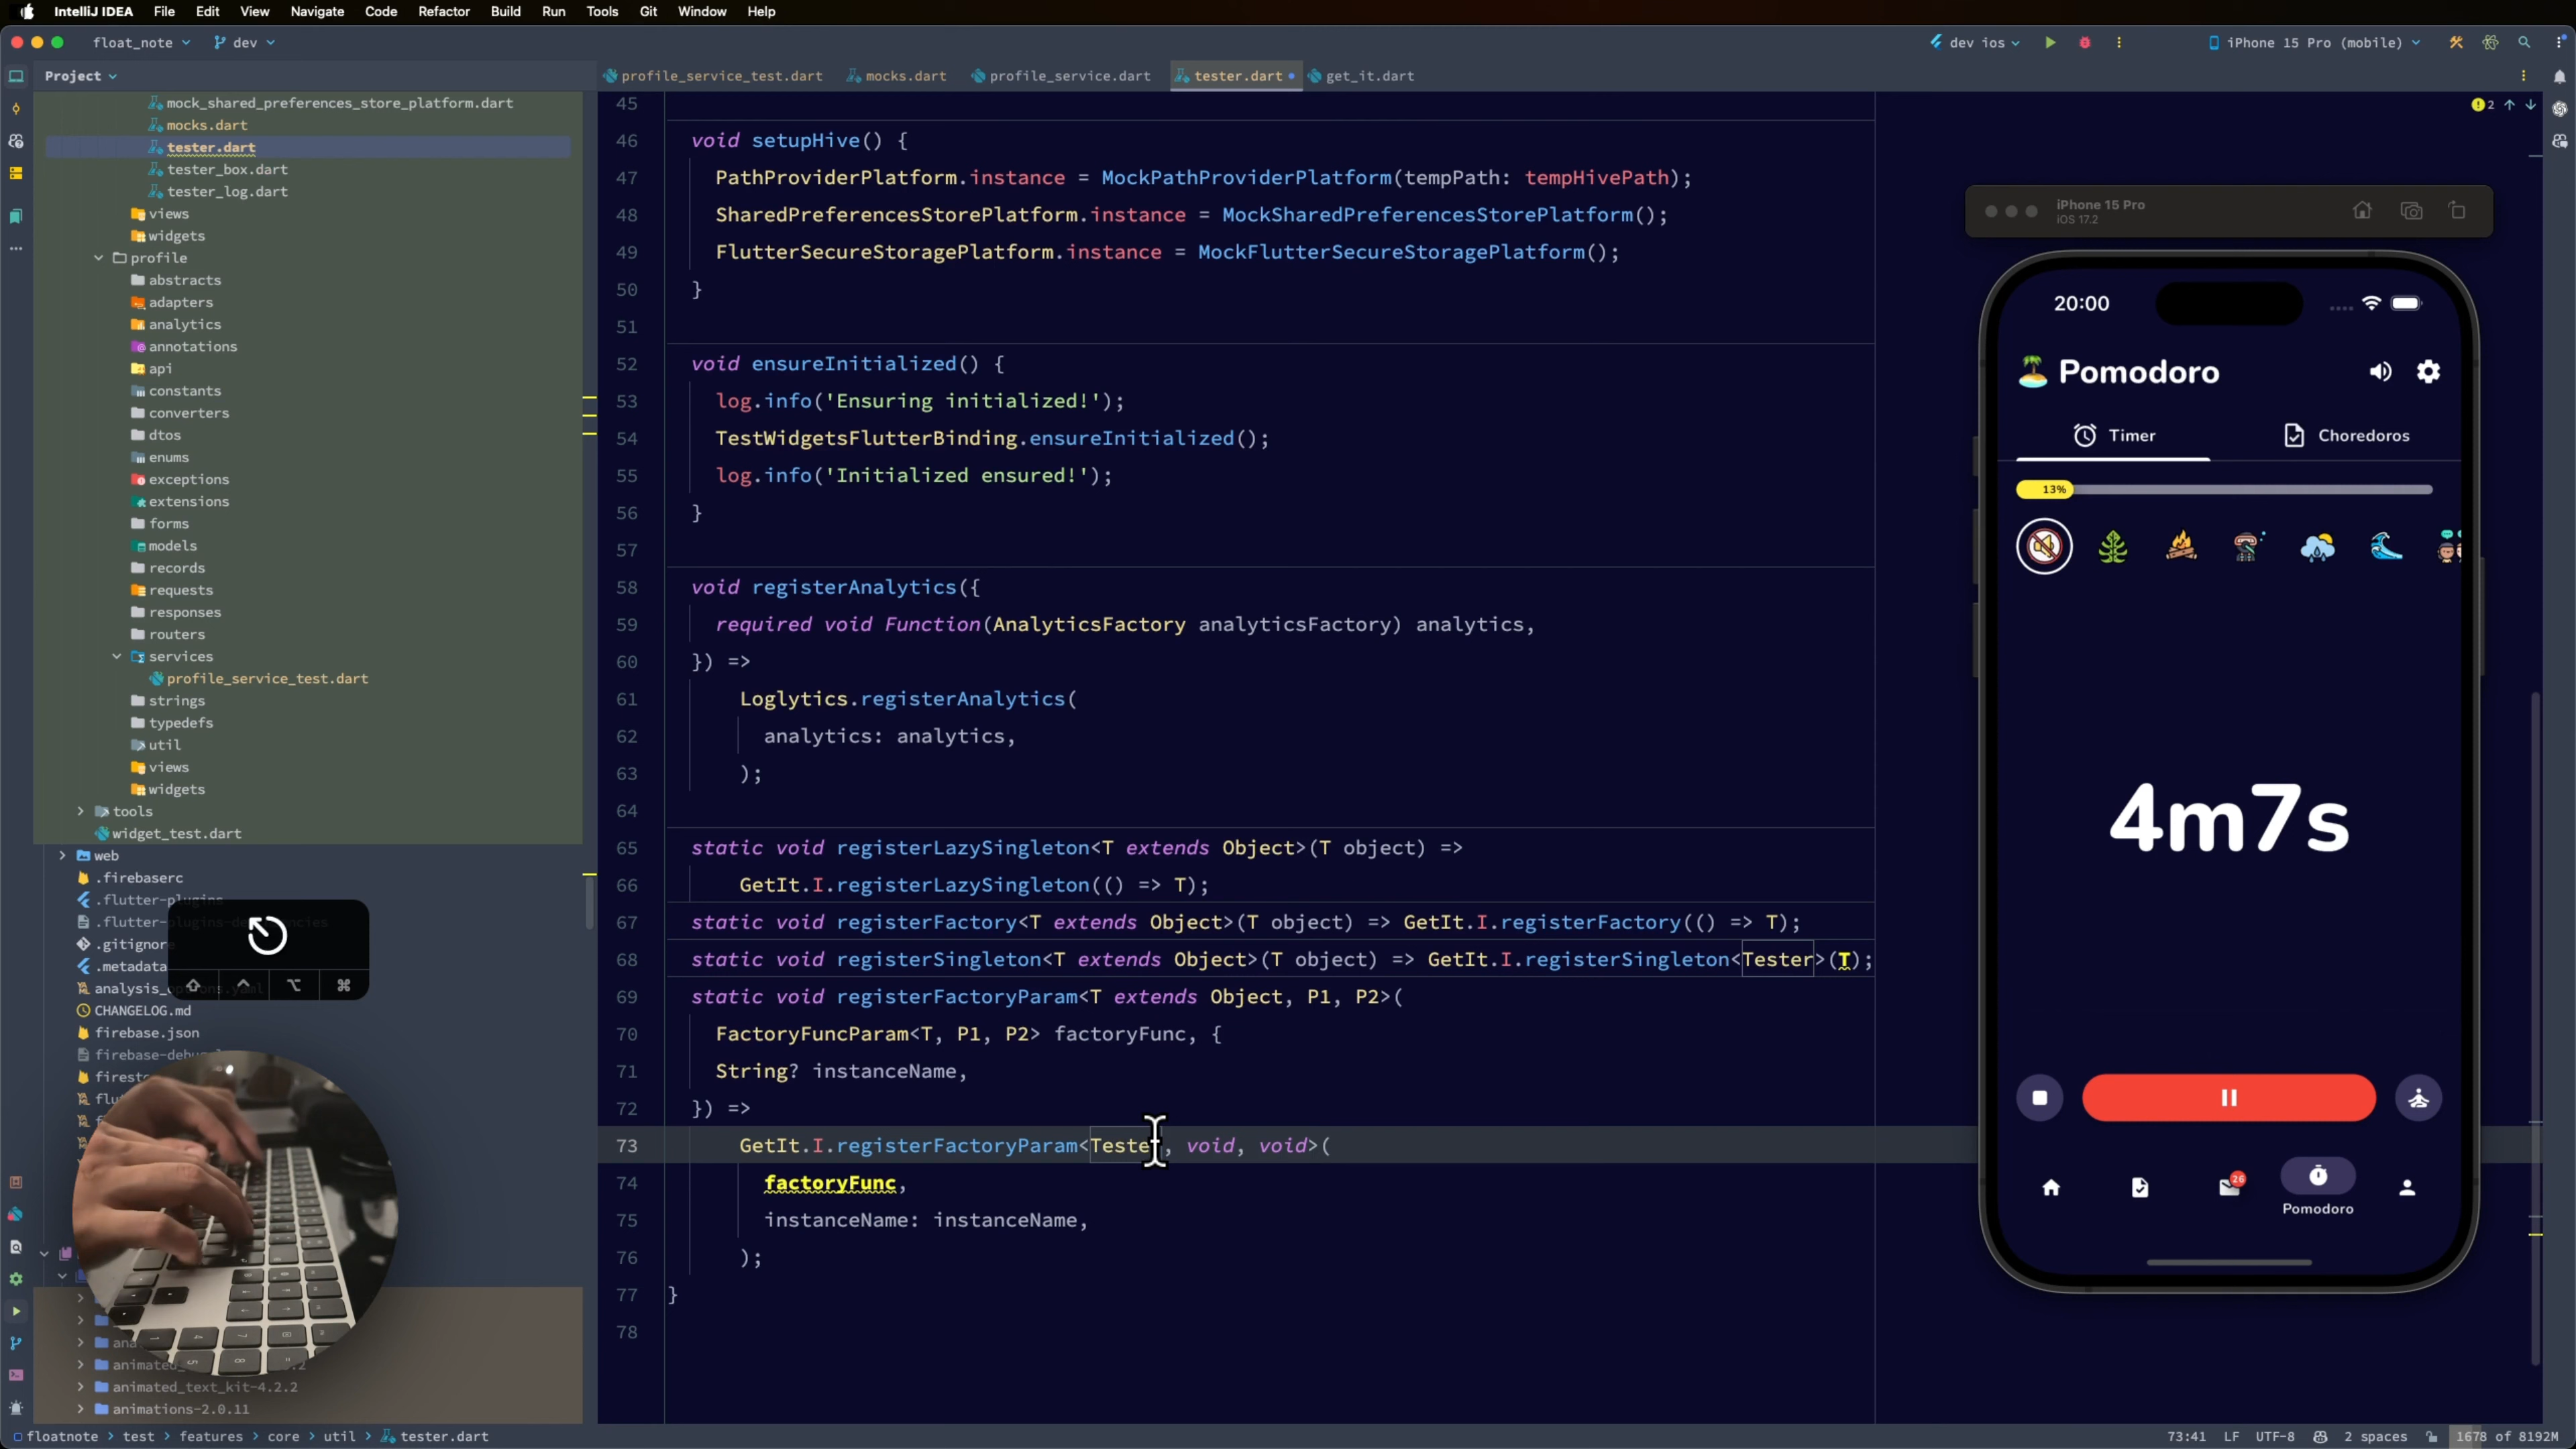 IntelliJ IDEA File Edit View Navigate Code Refactor Build Run Tools Git Window Help
float_note dev dev ios iPhone 15 Pro (mobile)
Project profile_service_test.dart mocks.dart profile_service.dart tester.dart get_it.dart
mock_shared_preferences_store_platform.dart
mocks.dart
tester.dart
tester_box.dart
tester_log.dart
views
widgets
profile
abstracts
adapters
analytics
annotations
api
constants
converters
dtos
enums
exceptions
extensions
forms
models
records
requests
responses
routers
services
profile_service_test.dart
strings
typedefs
util
views
widgets
tools
widget_test.dart
web
.firebaserc
.flutter-plugins
.gitignore
.metadata
CHANGELOG.md
firebase.json
animated_text_kit-4.2.2
animations-2.0.11
45
46 void setupHive() {
47 PathProviderPlatform.instance = MockPathProviderPlatform(tempPath: tempHivePath);
48 SharedPreferencesStorePlatform.instance = MockSharedPreferencesStorePlatform();
49 FlutterSecureStoragePlatform.instance = MockFlutterSecureStoragePlatform();
50 }
51
52 void ensureInitialized() {
53 log.info('Ensuring initialized!');
54 TestWidgetsFlutterBinding.ensureInitialized();
55 log.info('Initialized ensured!');
56 }
57
58 void registerAnalytics({
59 required void Function(AnalyticsFactory analyticsFactory) analytics,
60 }) =>
61 Loglytics.registerAnalytics(
62 analytics: analytics,
63 );
64
65 static void registerLazySingleton<T extends Object>(T object) =>
66 GetIt.I.registerLazySingleton(() => T);
67 static void registerFactory<T extends Object>(T object) => GetIt.I.registerFactory(() => T);
68 static void registerSingleton<T extends Object>(T object) => GetIt.I.registerSingleton<Tester>(T);
69 static void registerFactoryParam<T extends Object, P1, P2>(
70 FactoryFuncParam<T, P1, P2> factoryFunc, {
71 String? instanceName,
72 }) =>
73 GetIt.I.registerFactoryParam<Tester, void, void>(
74 factoryFunc,
75 instanceName: instanceName,
76 );
77 }
78
2
iPhone 15 Pro
iOS 17.2
20:00
Pomodoro
Timer Choredoros
13%
4m7s
26
Pomodoro
floatnote > test > features > core > util > tester.dart 73:41 LF UTF-8 2 spaces 1678 of 8192M